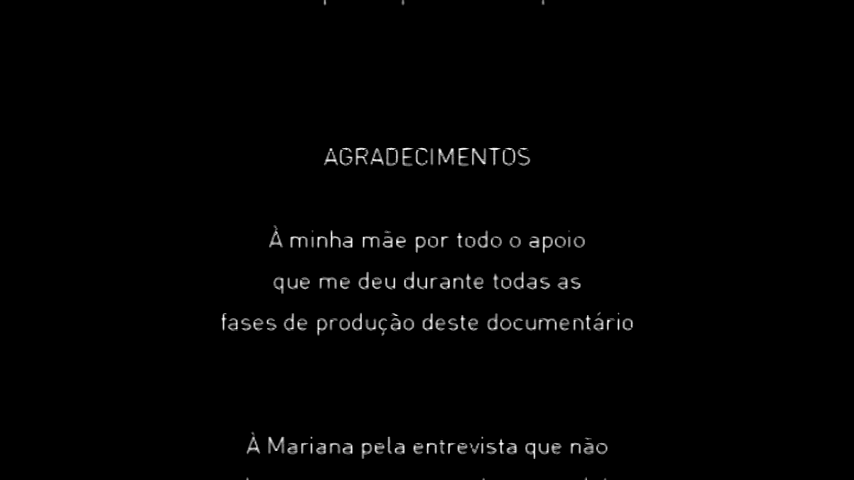 AGRADECIMENTOS
À minha mãe por todo o apoio
que me deu durante todas as
fases de produção deste documentário
À Mariana pela entrevista que não